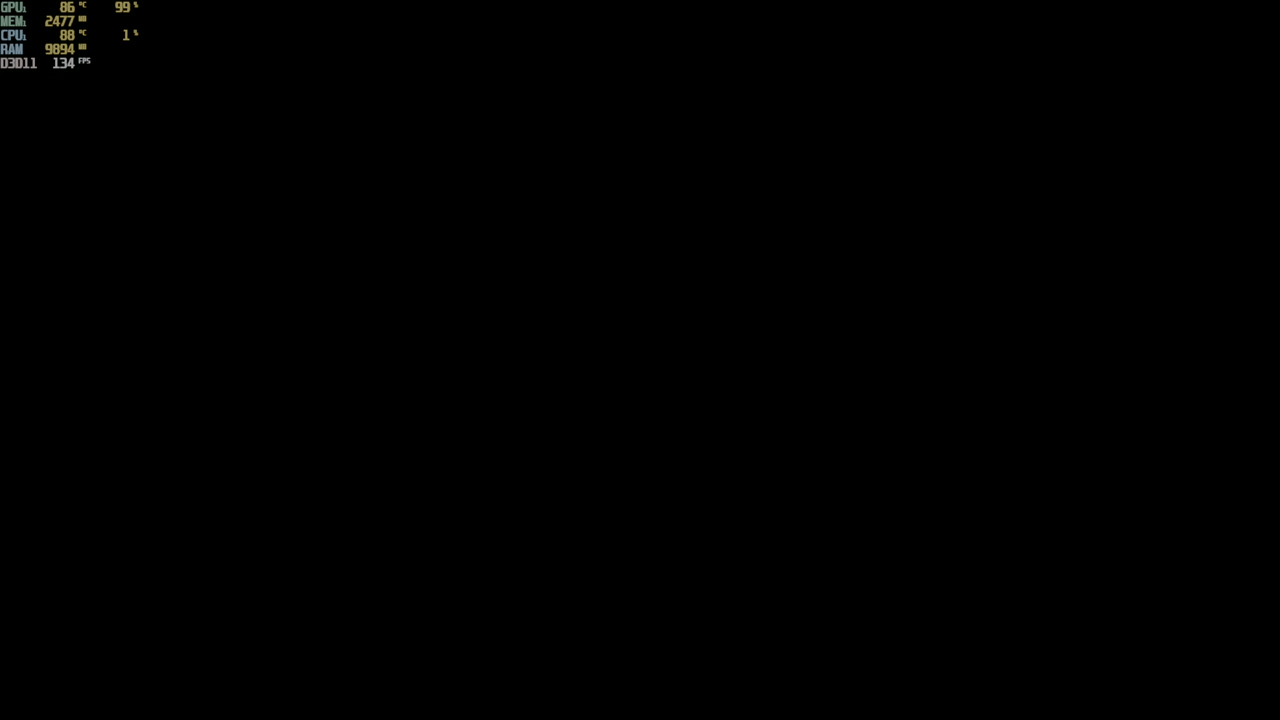 GPU1 86 °C 99 %
MEM1 2477 MB
CPU1 88 °C 1 %
RAM 9894 MB
D3D11 134 FPS